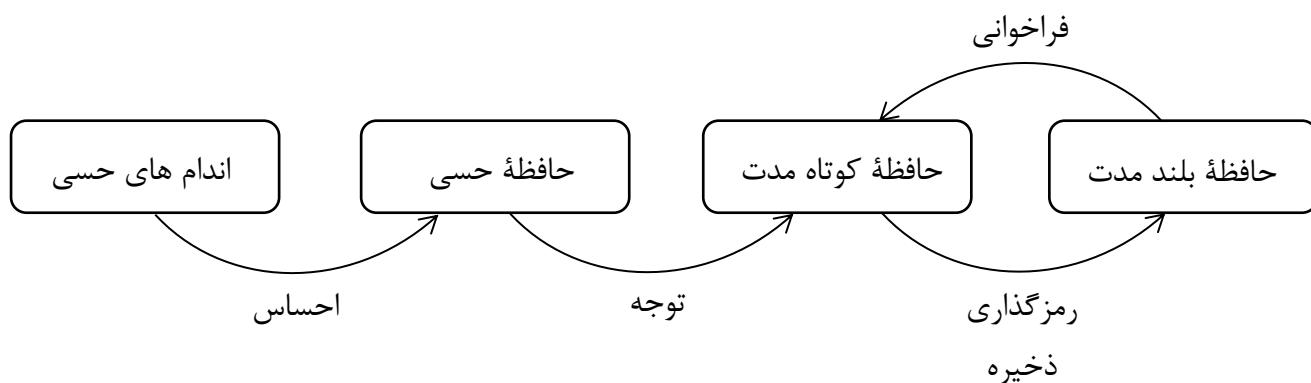 فراخوانی
اندام های حسی
حافظهٔ حسی
حافظهٔ کوتاه مدت
حافظهٔ بلند مدت
احساس
توجه
رمزگذاری
ذخیره